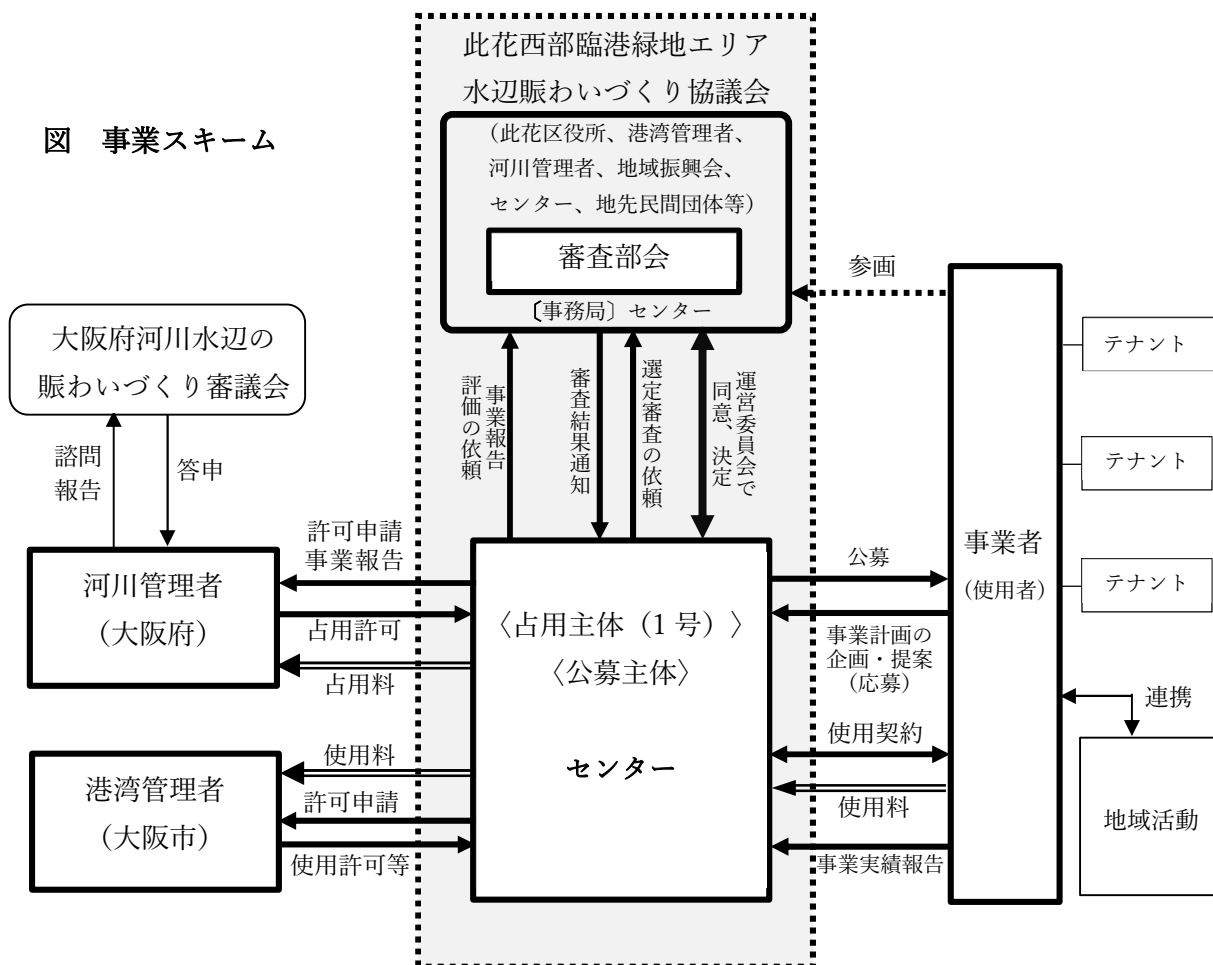 此花西部臨港緑地エリア
水辺賑わいづくり協議会
図 事業スキーム
（此花区役所、港湾管理者、
河川管理者、地域振興会、
センター、地先民間団体等）
審査部会
〔事務局〕センター
参画
大阪府河川水辺の
賑わいづくり審議会
諮問
報告
答申
事業報告
評価の依頼
審査結果通知
選定審査の依頼
運営委員会で
同意、決定
テナント
テナント
テナント
河川管理者
（大阪府）
許可申請
事業報告
占用許可
占用料
〈占用主体（1号）〉
〈公募主体〉
センター
公募
事業計画の
企画・提案
（応募）
使用契約
使用料
事業実績報告
事業者
（使用者）
連携
地域活動
港湾管理者
（大阪市）
使用料
許可申請
使用許可等